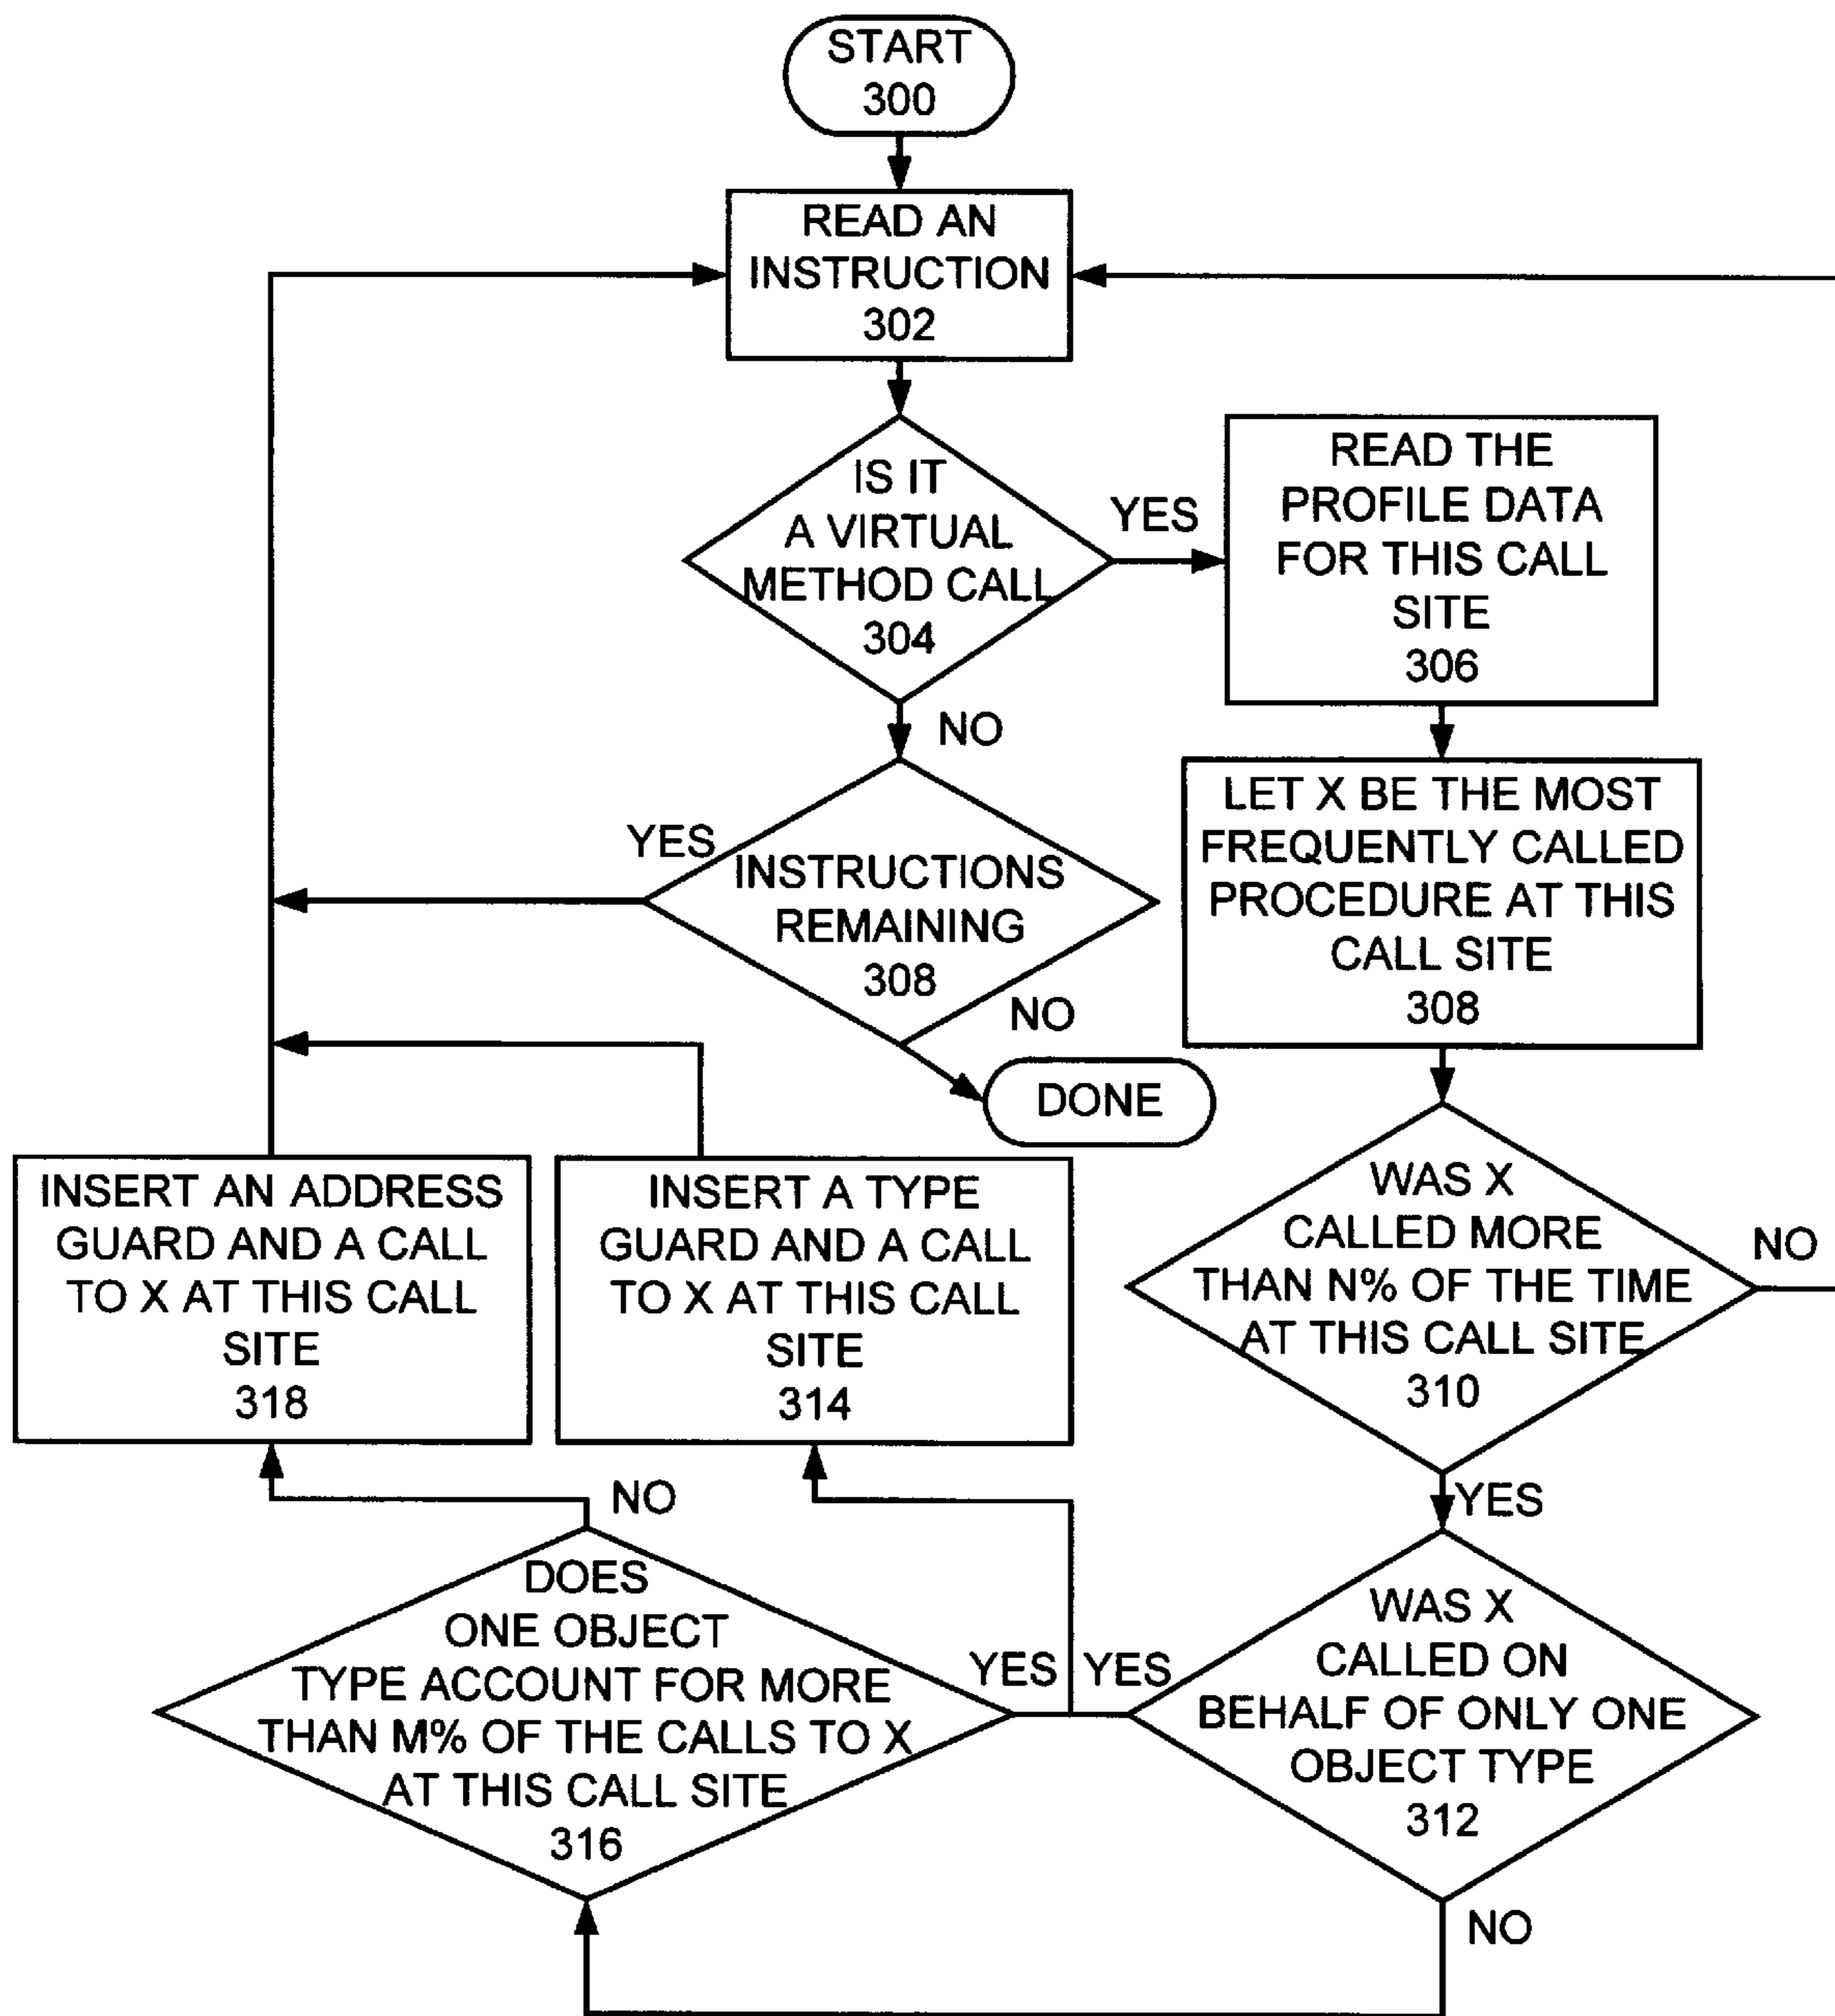 START
300
READ AN
INSTRUCTION
302
IS IT
A VIRTUAL
METHOD CALL
304
YES
READ THE
PROFILE DATA
FOR THIS CALL
SITE
306
NO
YES
INSTRUCTIONS
REMAINING
308
NO
DONE
LET X BE THE MOST
FREQUENTLY CALLED
PROCEDURE AT THIS
CALL SITE
308
WAS X
CALLED MORE
THAN N% OF THE TIME
AT THIS CALL SITE
310
NO
YES
INSERT AN ADDRESS
GUARD AND A CALL
TO X AT THIS CALL
SITE
318
INSERT A TYPE
GUARD AND A CALL
TO X AT THIS CALL
SITE
314
NO
DOES
ONE OBJECT
TYPE ACCOUNT FOR MORE
THAN M% OF THE CALLS TO X
AT THIS CALL SITE
316
YES
YES
WAS X
CALLED ON
BEHALF OF ONLY ONE
OBJECT TYPE
312
NO